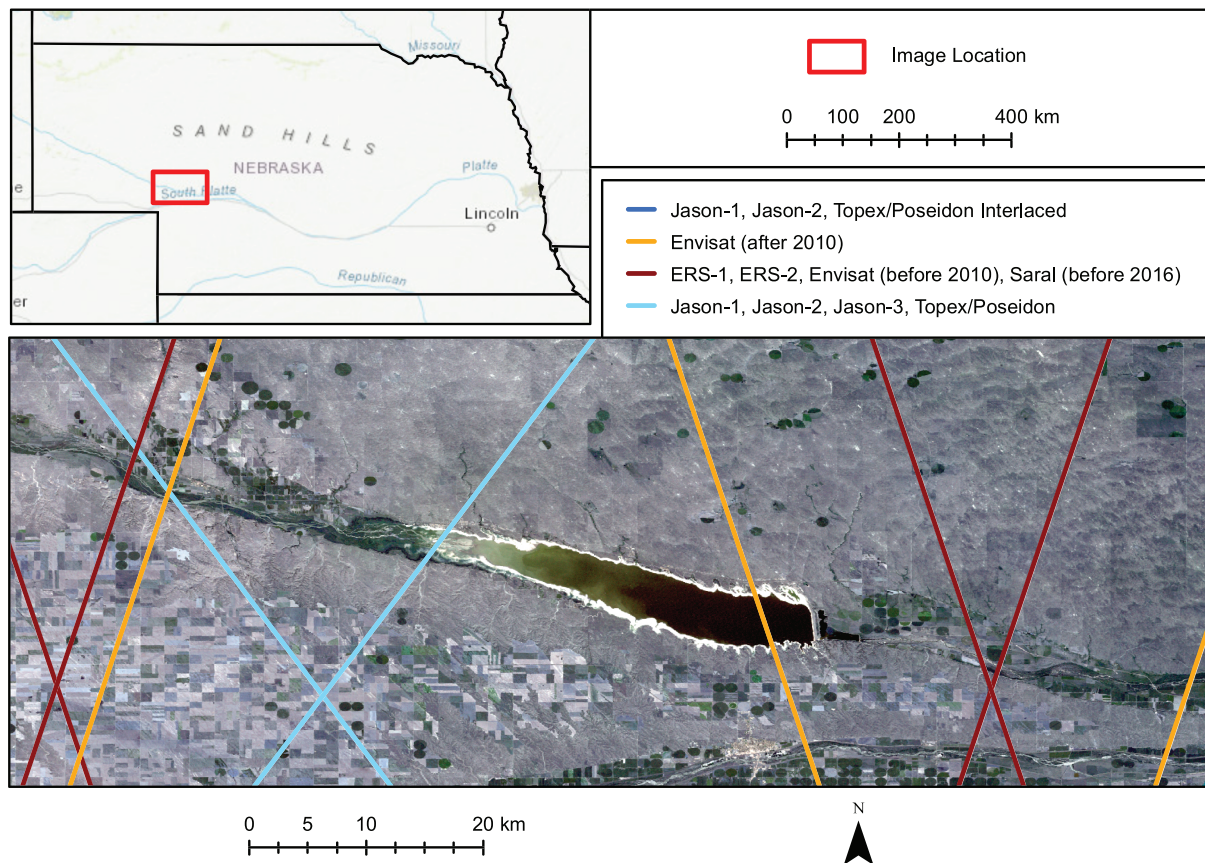 Missouri
SAND HILLS
NEBRASKA
Platte
South Platte
Lincoln
Republican
e
er
Image Location
0 100 200 400 km
Jason-1, Jason-2, Topex/Poseidon Interlaced
Envisat (after 2010)
ERS-1, ERS-2, Envisat (before 2010), Saral (before 2016)
Jason-1, Jason-2, Jason-3, Topex/Poseidon
0 5 10 20 km
N